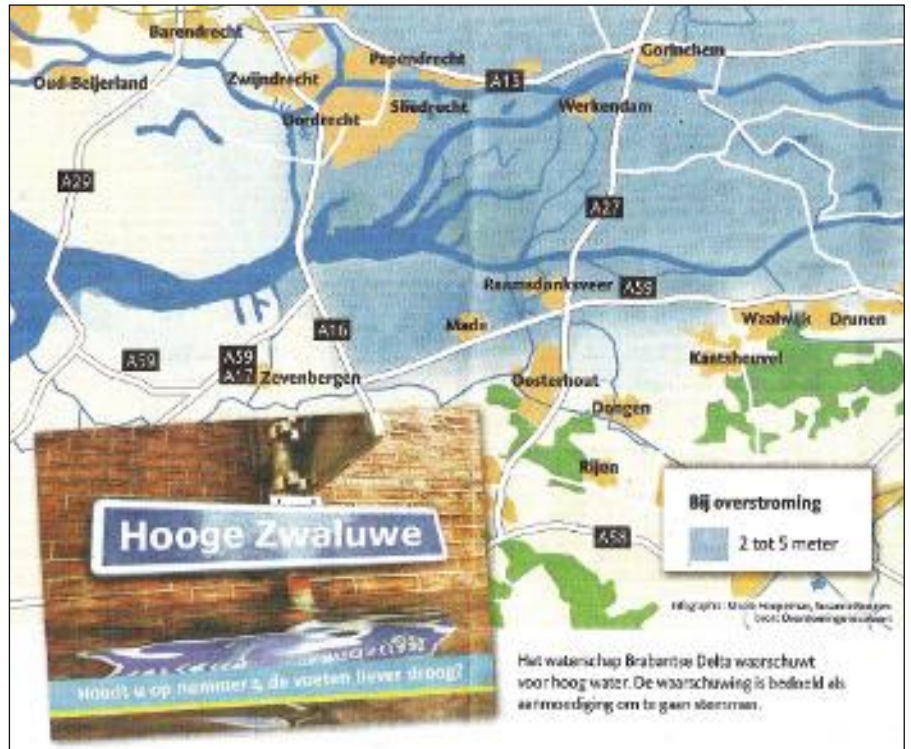 Barendrecht
Gorinchem
Papendrecht
Oud-Beijerland
Zwijndrecht
A15
Sliedrecht
Werkendam
Dordrecht
A29
A27
Raamsdonksveer
A59
Made
A16
Waalwijk
Drunen
A59
A59
A17
Zevenbergen
Kaatsheuvel
Oosterhout
Dongen
Rijen
A58
Bij overstroming
2 tot 5 meter
Hooge Zwaluwe
Houdt u op nummer de voeten liever droog?
Infographic
Het waterschap Brabantse Delta waarschuwt
voor hoog water. De waarschuwing is bedoeld als
aanmoediging om te gaan stemmen.